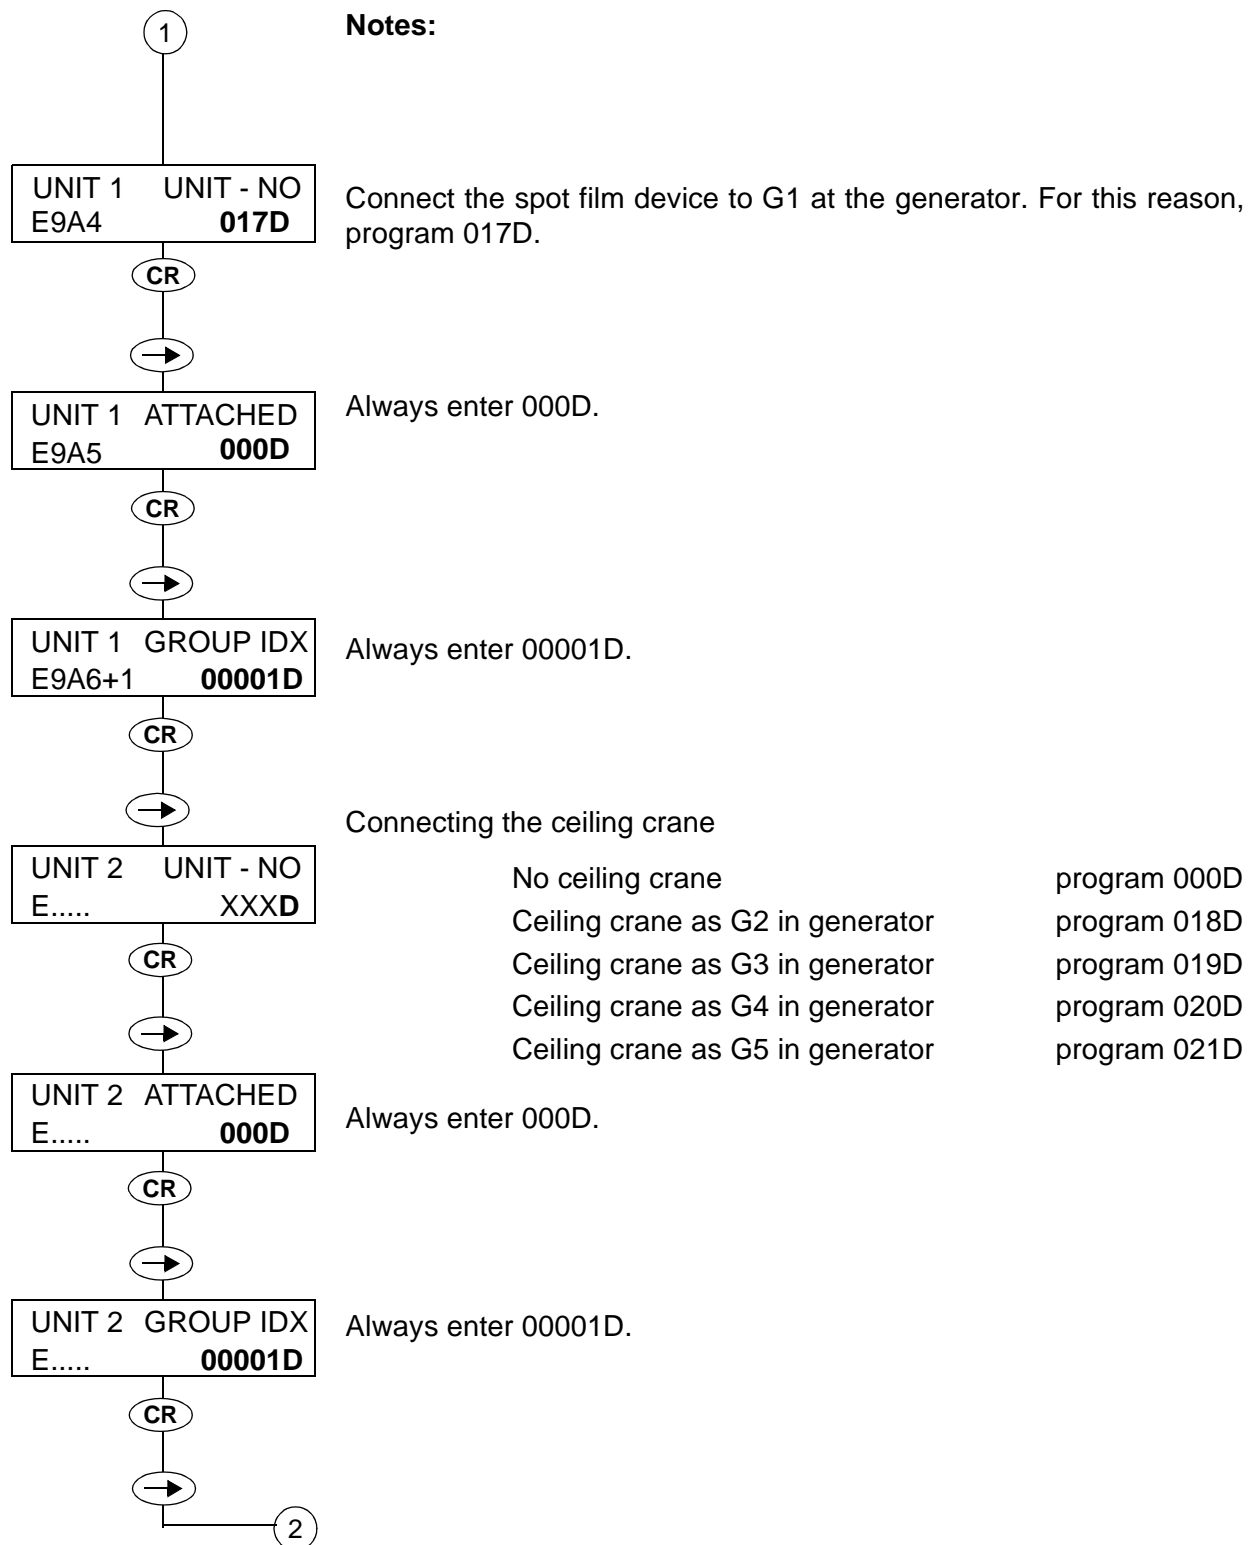 1
Notes:
UNIT 1 UNIT - NO
E9A4 017D
Connect the spot film device to G1 at the generator. For this reason,
program 017D.
CR
UNIT 1 ATTACHED
E9A5 000D
Always enter 000D.
CR
UNIT 1 GROUP IDX
E9A6+1 00001D
Always enter 00001D.
CR
Connecting the ceiling crane
UNIT 2 UNIT - NO
E..... XXXD
No ceiling crane program 000D
Ceiling crane as G2 in generator program 018D
Ceiling crane as G3 in generator program 019D
Ceiling crane as G4 in generator program 020D
Ceiling crane as G5 in generator program 021D
CR
UNIT 2 ATTACHED
E..... 000D
Always enter 000D.
CR
UNIT 2 GROUP IDX
E..... 00001D
Always enter 00001D.
CR
2